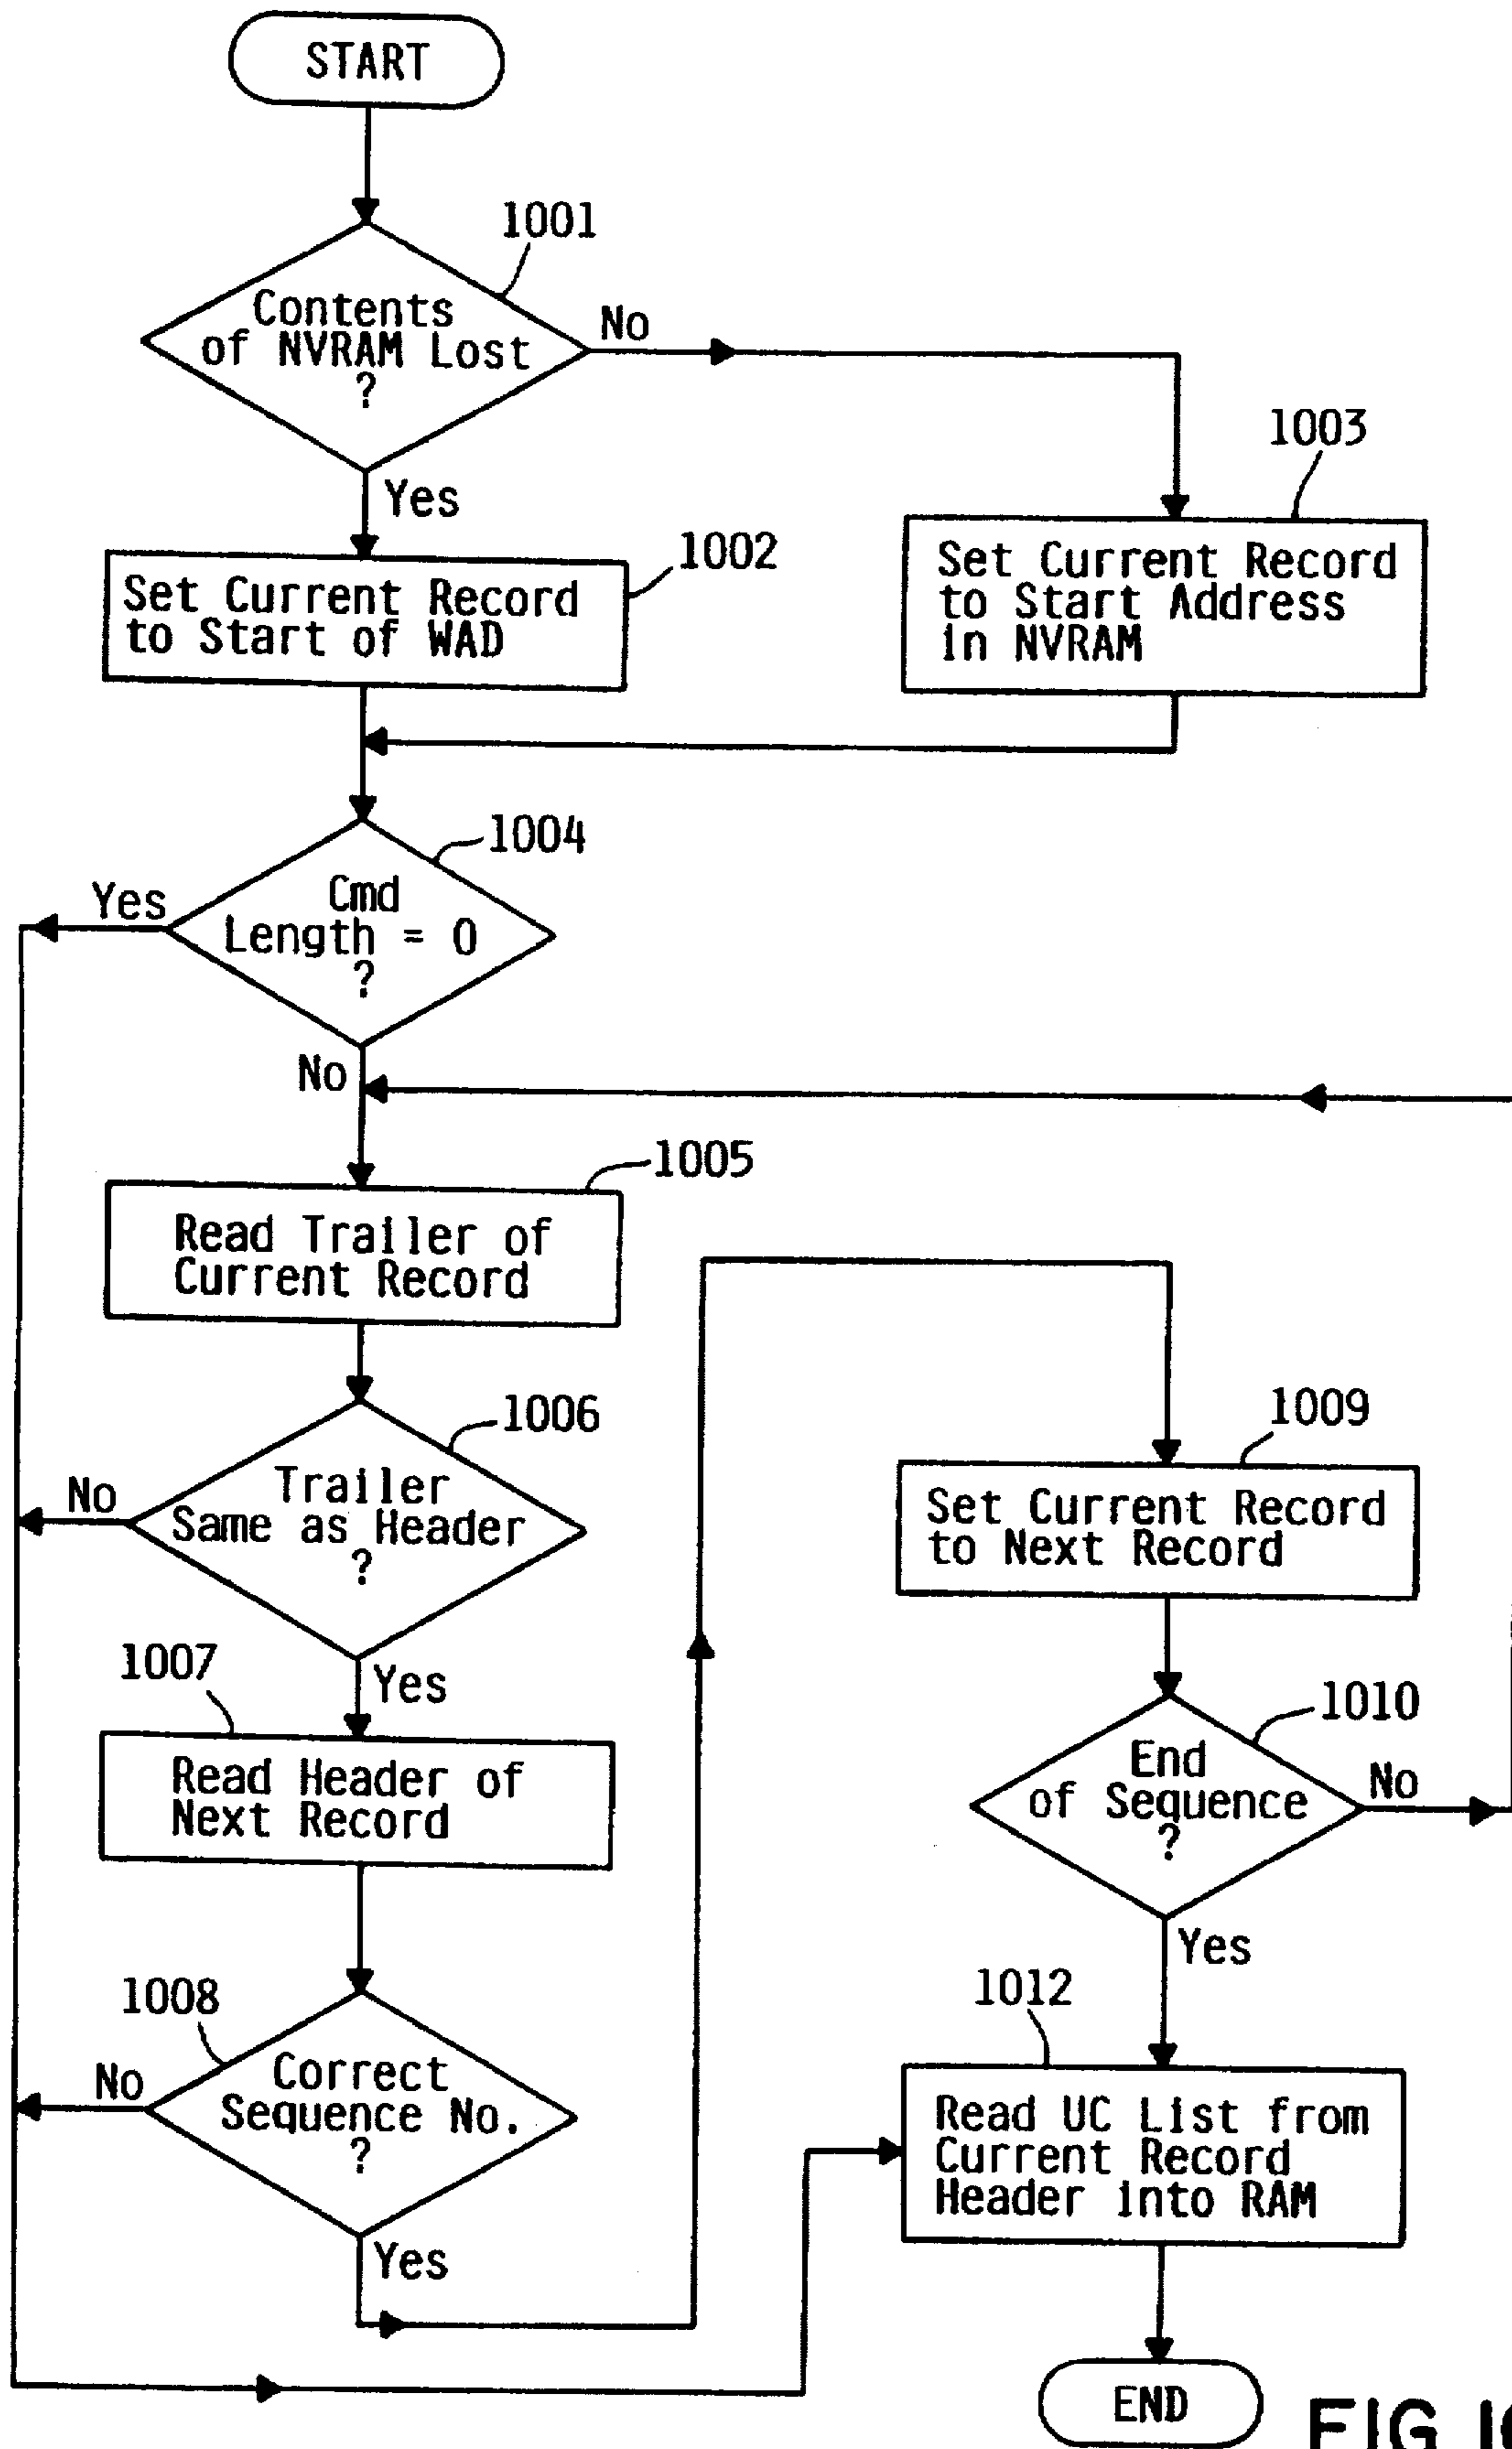 START
1001
Contents
of NVRAM Lost
?
No
Yes
1003
Set Current Record
to Start Address
in NVRAM
1002
Set Current Record
to Start of WAD
1004
Cmd
Length = 0
?
Yes
No
1005
Read Trailer of
Current Record
1006
Trailer
Same as Header
?
No
Yes
1007
Read Header of
Next Record
1008
Correct
Sequence No.
?
No
Yes
1009
Set Current Record
to Next Record
1010
End
of Sequence
?
No
Yes
1012
Read UC List from
Current Record
Header into RAM
END
FIG